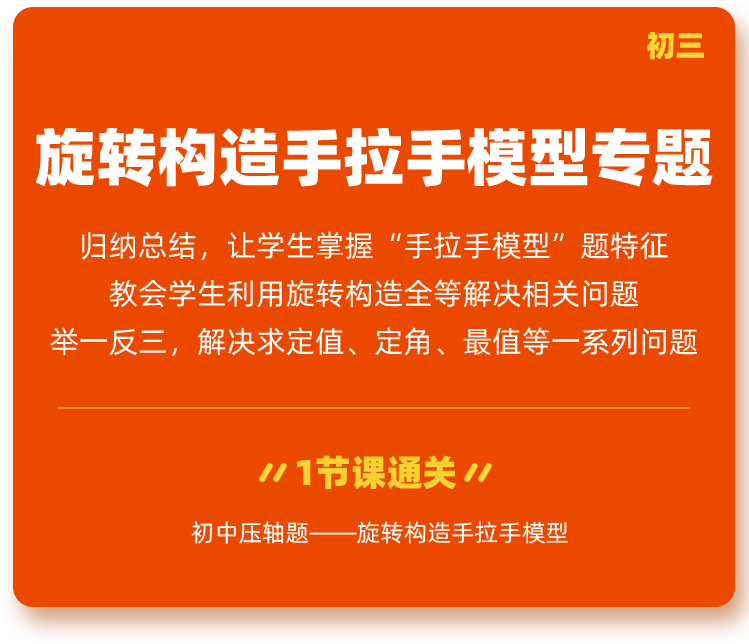 初三
旋转构造手拉手模型专题
归纳总结，让学生掌握“手拉手模型”题特征
教会学生利用旋转构造全等解决相关问题
举一反三，解决求定值、定角、最值等一系列问题
1节课通关
初中压轴题——旋转构造手拉手模型